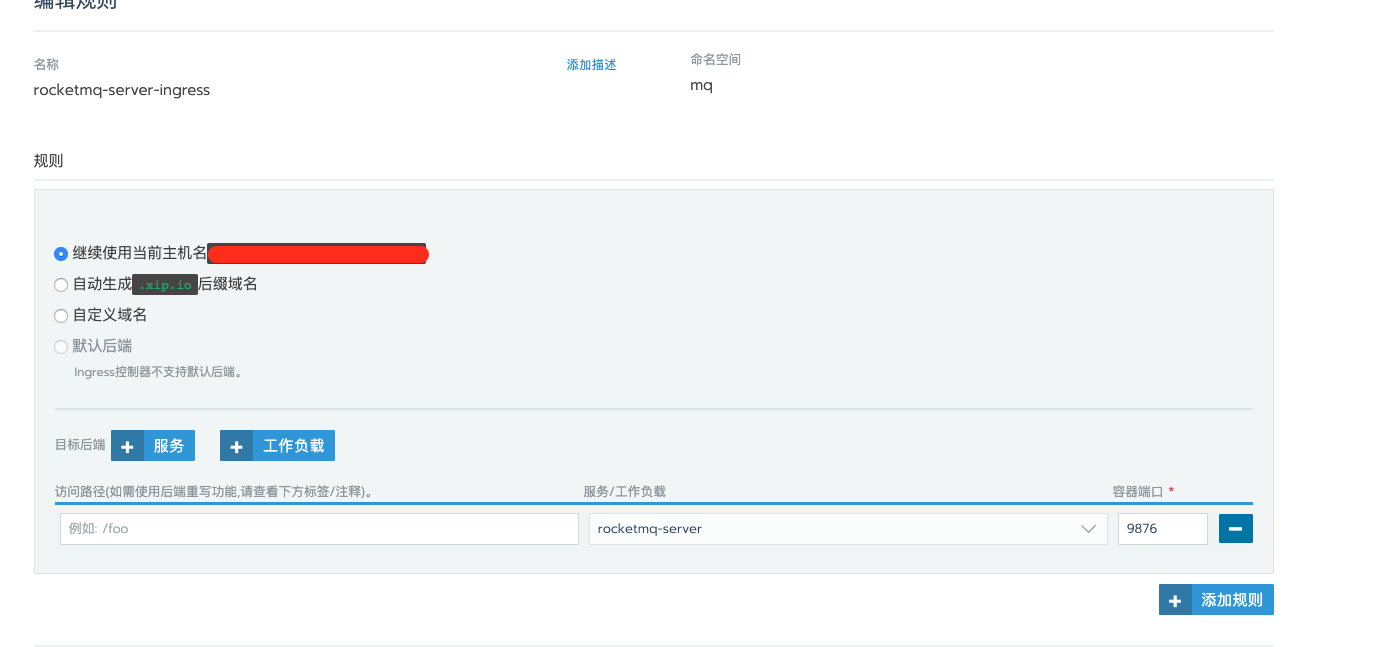 编辑规则
名称
添加描述
命名空间
rocketmq-server-ingress
mq
规则
继续使用当前主机名
自动生成 .xip.io 后缀域名
自定义域名
默认后端
Ingress控制器不支持默认后端。
目标后端
服务
工作负载
访问路径(如需使用后端重写功能,请查看下方标签/注释)。
服务/工作负载
容器端口 *
例如: /foo
rocketmq-server
9876
添加规则